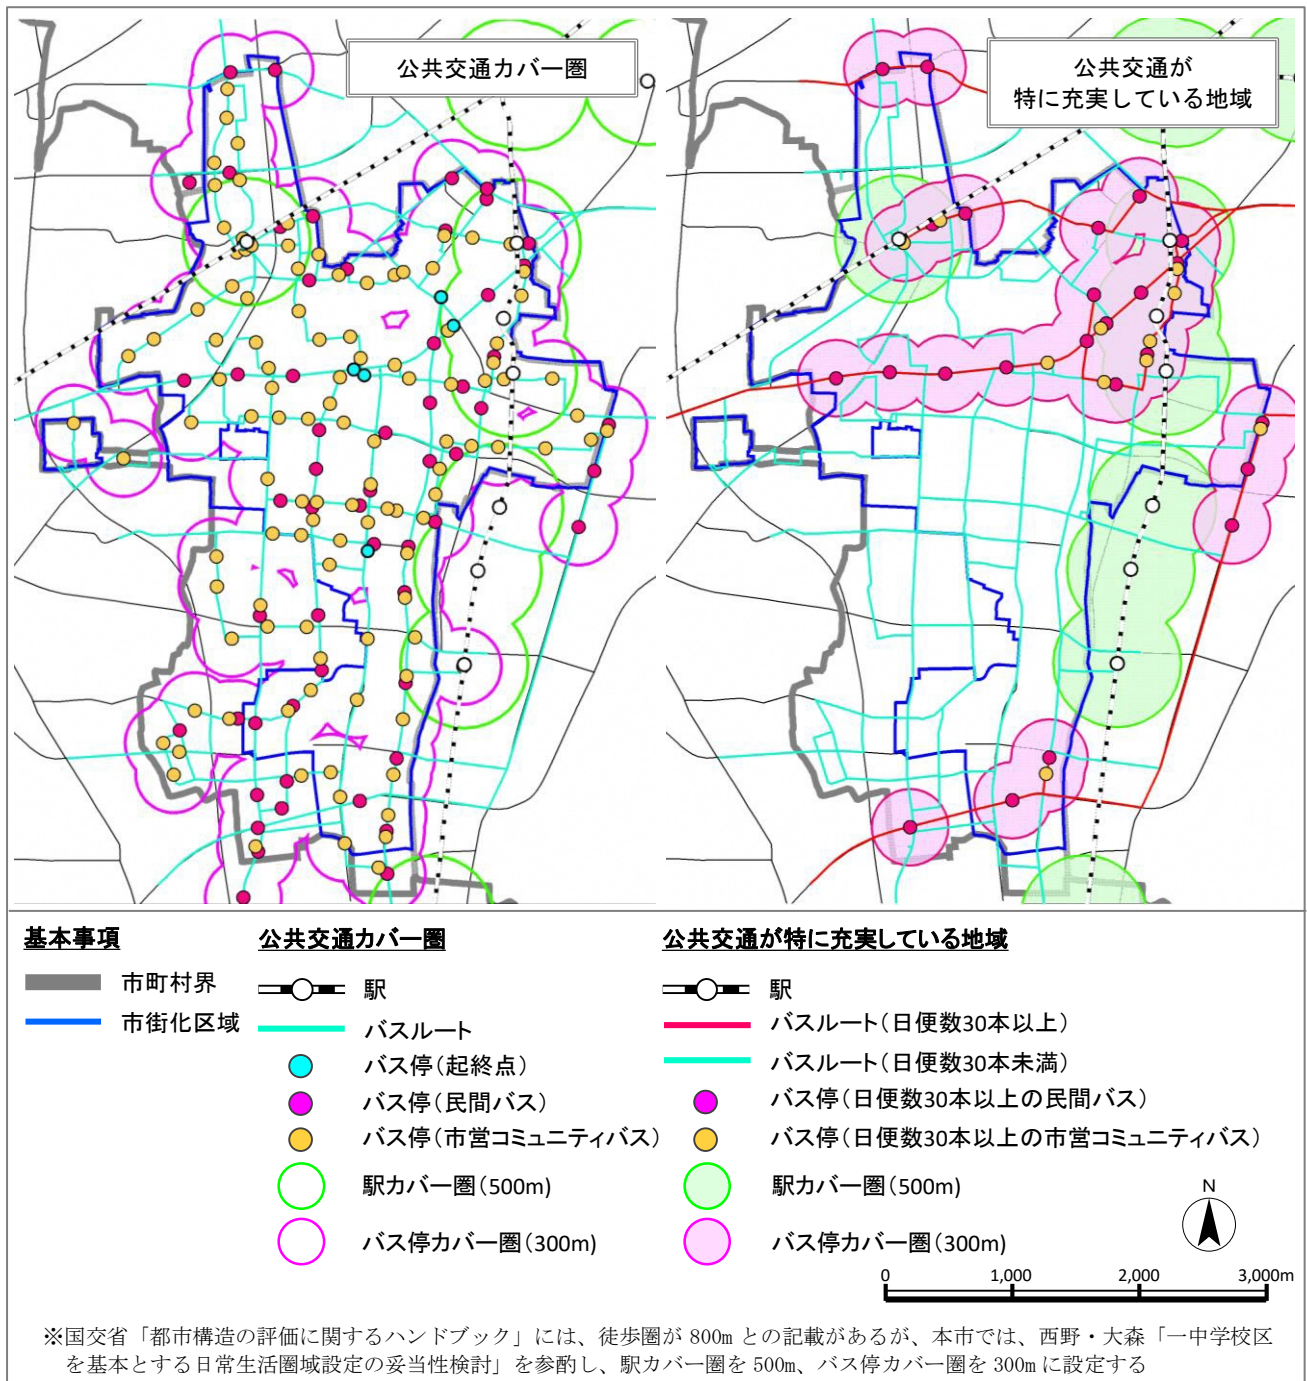 公共交通カバー圏
公共交通が
特に充実している地域
基本事項
市町村界
市街化区域
公共交通カバー圏
駅
バスルート
バス停(起終点)
バス停(民間バス)
バス停(市営コミュニティバス)
駅カバー圏(500m)
バス停カバー圏(300m)
公共交通が特に充実している地域
駅
バスルート(日便数30本以上)
バスルート(日便数30本未満)
バス停(日便数30本以上の民間バス)
バス停(日便数30本以上の市営コミュニティバス)
駅カバー圏(500m)
バス停カバー圏(300m)
N
0 1,000 2,000 3,000m
※国交省「都市構造の評価に関するハンドブック」には、徒歩圏が 800m との記載があるが、本市では、西野・大森「一中学校区
を基本とする日常生活圏域設定の妥当性検討」を参酌し、駅カバー圏を 500m、バス停カバー圏を 300m に設定する